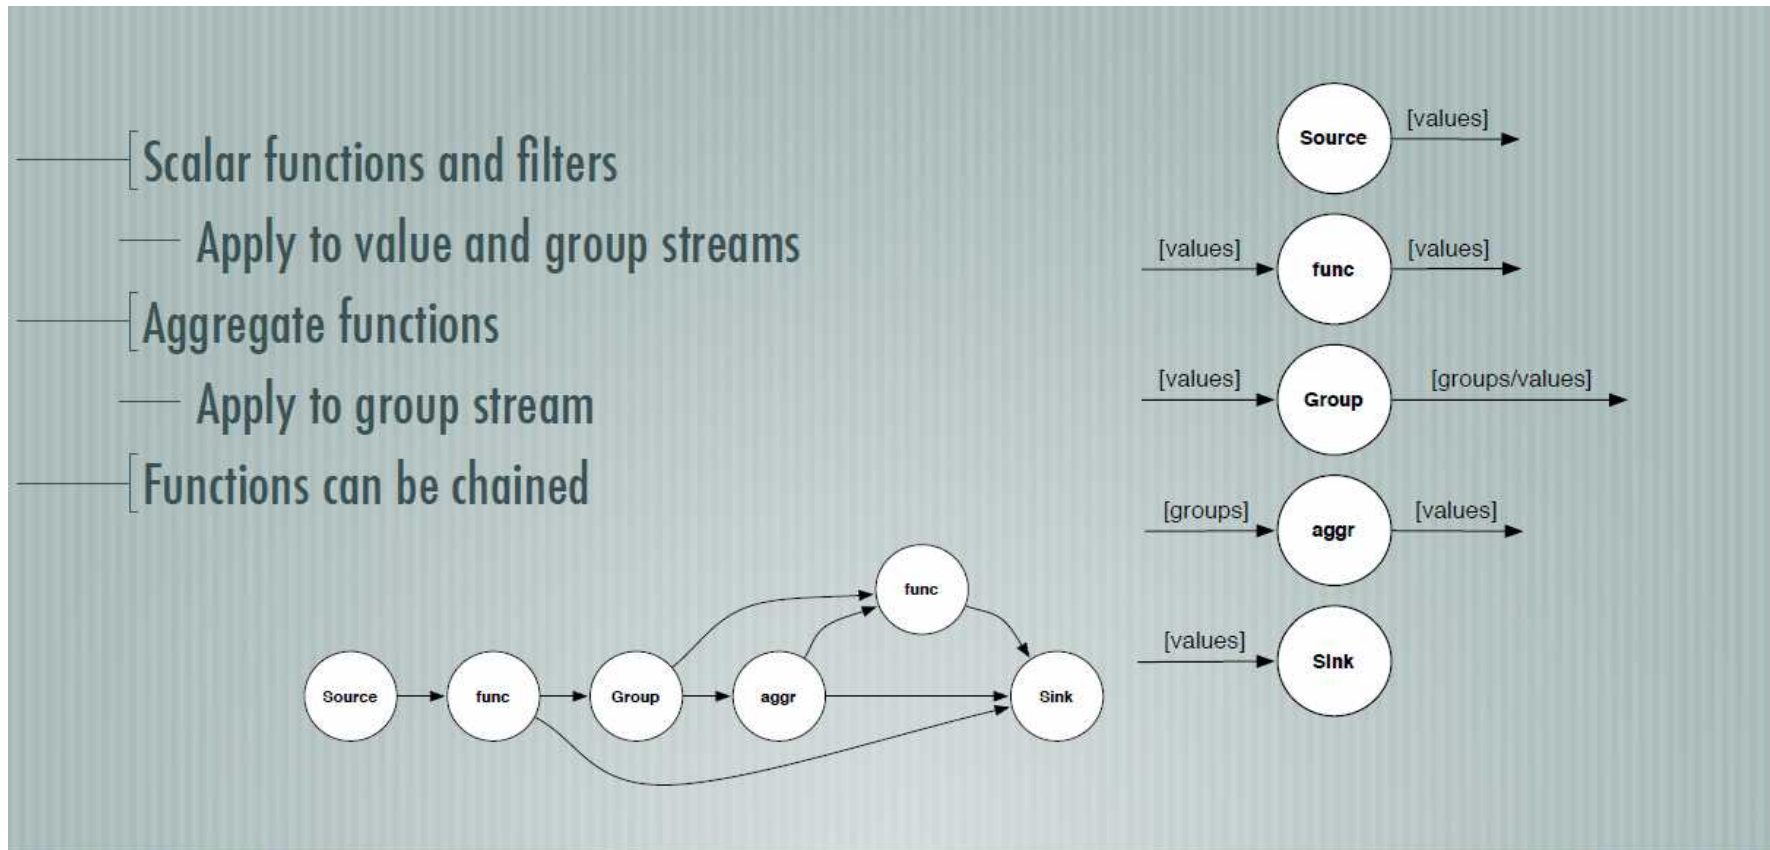 Scalar functions and filters
Apply to value and group streams
Aggregate functions
Apply to group stream
Functions can be chained
Source
[values]
[values]
func
[values]
[values]
Group
[groups/values]
[groups]
aggr
[values]
[values]
Sink
func
Source
func
Group
aggr
Sink